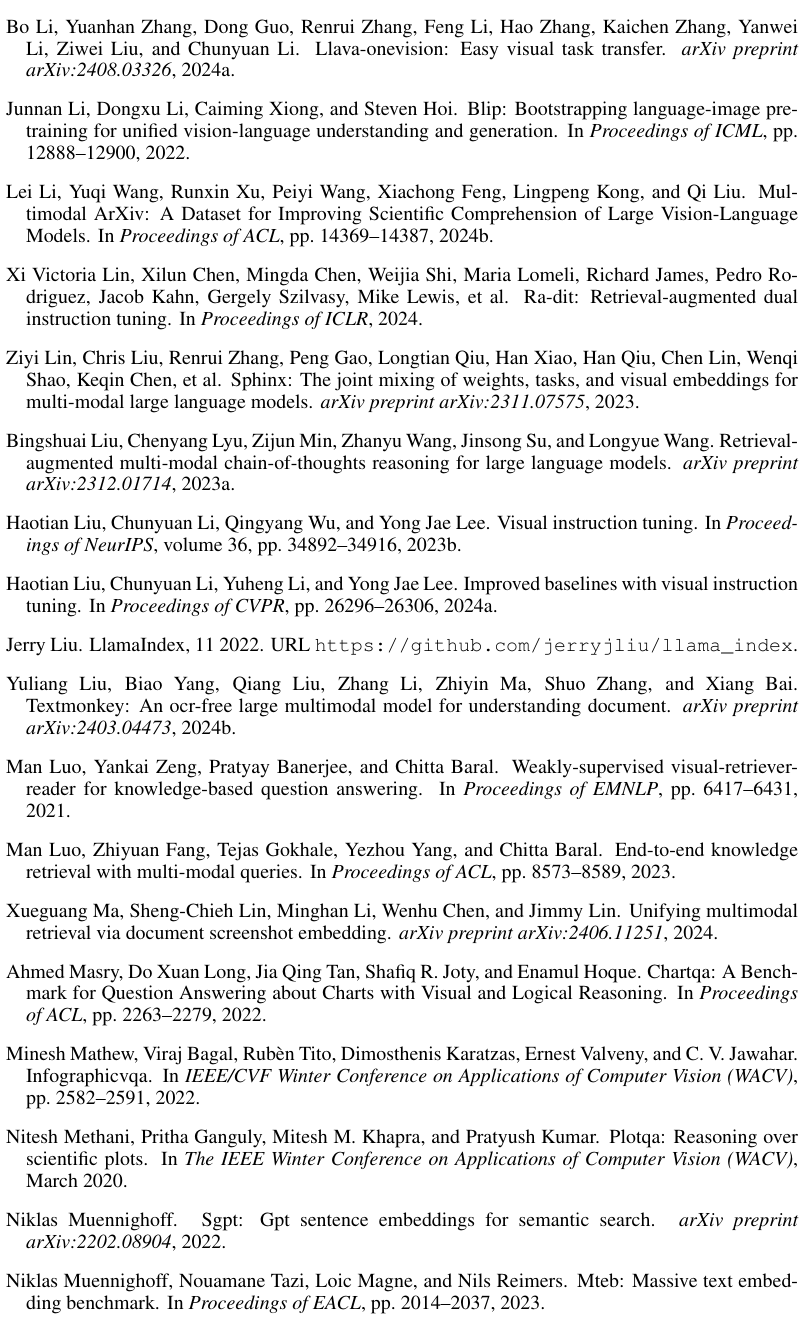 Bo Li, Yuanhan Zhang, Dong Guo, Renrui Zhang, Feng Li, Hao Zhang, Kaichen Zhang, Yanwei
Li, Ziwei Liu, and Chunyuan Li. Llava-onevision: Easy visual task transfer. arXiv preprint
arXiv:2408.03326, 2024a.
Junnan Li, Dongxu Li, Caiming Xiong, and Steven Hoi. Blip: Bootstrapping language-image pre-
training for unified vision-language understanding and generation. In Proceedings of ICML, pp.
12888–12900, 2022.
Lei Li, Yuqi Wang, Runxin Xu, Peiyi Wang, Xiachong Feng, Lingpeng Kong, and Qi Liu. Mul-
timodal ArXiv: A Dataset for Improving Scientific Comprehension of Large Vision-Language
Models. In Proceedings of ACL, pp. 14369–14387, 2024b.
Xi Victoria Lin, Xilun Chen, Mingda Chen, Weijia Shi, Maria Lomeli, Richard James, Pedro Ro-
driguez, Jacob Kahn, Gergely Szilvasy, Mike Lewis, et al. Ra-dit: Retrieval-augmented dual
instruction tuning. In Proceedings of ICLR, 2024.
Ziyi Lin, Chris Liu, Renrui Zhang, Peng Gao, Longtian Qiu, Han Xiao, Han Qiu, Chen Lin, Wenqi
Shao, Keqin Chen, et al. Sphinx: The joint mixing of weights, tasks, and visual embeddings for
multi-modal large language models. arXiv preprint arXiv:2311.07575, 2023.
Bingshuai Liu, Chenyang Lyu, Zijun Min, Zhanyu Wang, Jinsong Su, and Longyue Wang. Retrieval-
augmented multi-modal chain-of-thoughts reasoning for large language models. arXiv preprint
arXiv:2312.01714, 2023a.
Haotian Liu, Chunyuan Li, Qingyang Wu, and Yong Jae Lee. Visual instruction tuning. In Proceed-
ings of NeurIPS, volume 36, pp. 34892–34916, 2023b.
Haotian Liu, Chunyuan Li, Yuheng Li, and Yong Jae Lee. Improved baselines with visual instruction
tuning. In Proceedings of CVPR, pp. 26296–26306, 2024a.
Jerry Liu. LlamaIndex, 11 2022. URL https://github.com/jerryjliu/llama_index.
Yuliang Liu, Biao Yang, Qiang Liu, Zhang Li, Zhiyin Ma, Shuo Zhang, and Xiang Bai.
Textmonkey: An ocr-free large multimodal model for understanding document. arXiv preprint
arXiv:2403.04473, 2024b.
Man Luo, Yankai Zeng, Pratyay Banerjee, and Chitta Baral. Weakly-supervised visual-retriever-
reader for knowledge-based question answering. In Proceedings of EMNLP, pp. 6417–6431,
2021.
Man Luo, Zhiyuan Fang, Tejas Gokhale, Yezhou Yang, and Chitta Baral. End-to-end knowledge
retrieval with multi-modal queries. In Proceedings of ACL, pp. 8573–8589, 2023.
Xueguang Ma, Sheng-Chieh Lin, Minghan Li, Wenhu Chen, and Jimmy Lin. Unifying multimodal
retrieval via document screenshot embedding. arXiv preprint arXiv:2406.11251, 2024.
Ahmed Masry, Do Xuan Long, Jia Qing Tan, Shafiq R. Joty, and Enamul Hoque. Chartqa: A Bench-
mark for Question Answering about Charts with Visual and Logical Reasoning. In Proceedings
of ACL, pp. 2263–2279, 2022.
Minesh Mathew, Viraj Bagal, Rubèn Tito, Dimosthenis Karatzas, Ernest Valveny, and C. V. Jawahar.
Infographicvqa. In IEEE/CVF Winter Conference on Applications of Computer Vision (WACV),
pp. 2582–2591, 2022.
Nitesh Methani, Pritha Ganguly, Mitesh M. Khapra, and Pratyush Kumar. Plotqa: Reasoning over
scientific plots. In The IEEE Winter Conference on Applications of Computer Vision (WACV),
March 2020.
Niklas Muennighoff. Sgpt: Gpt sentence embeddings for semantic search. arXiv preprint
arXiv:2202.08904, 2022.
Niklas Muennighoff, Nouamane Tazi, Loic Magne, and Nils Reimers. Mteb: Massive text embed-
ding benchmark. In Proceedings of EACL, pp. 2014–2037, 2023.